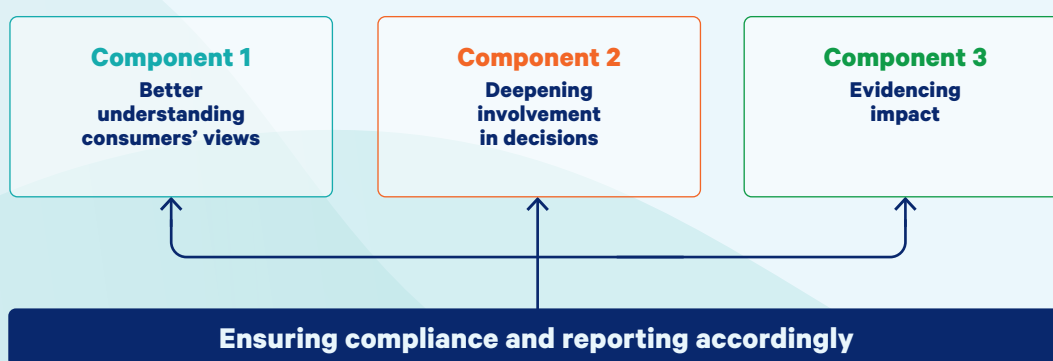 Component 1
Better
understanding
consumers’ views
Component 2
Deepening
involvement
in decisions
Component 3
Evidencing
impact
Ensuring compliance and reporting accordingly